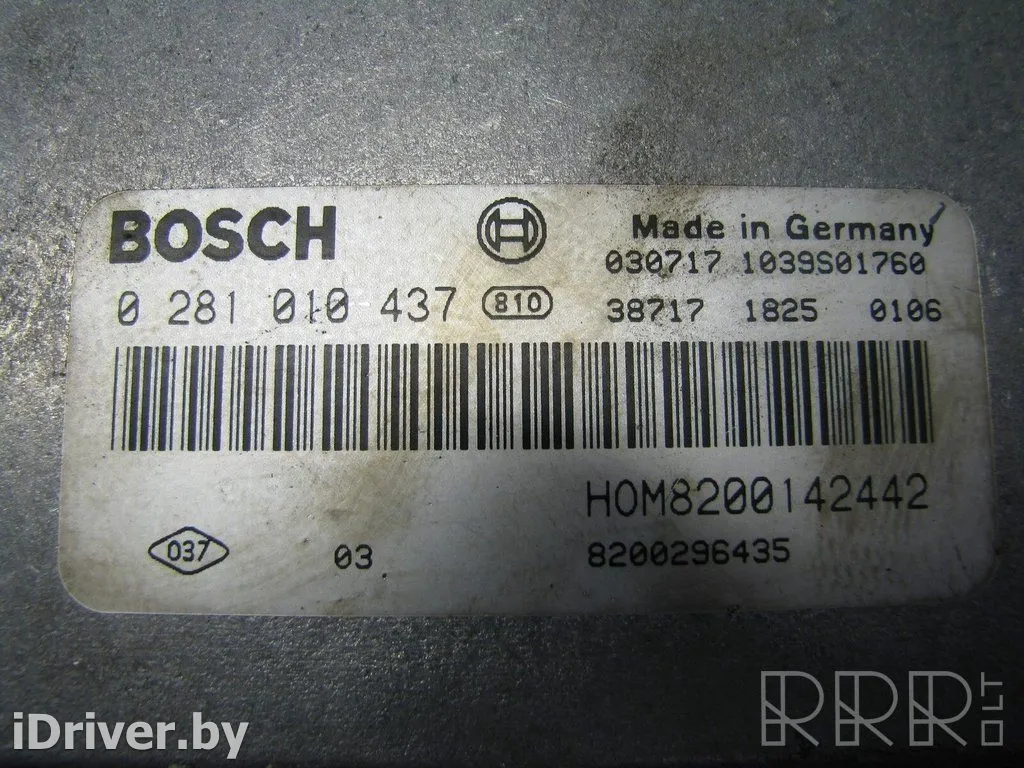 BOSCH
Made in Germany
030717 1039S01760
0 281 010 437 810
38717 1825 0106
HOM8200142442
037 03 8200296435
iDriver.by
RRR.LT